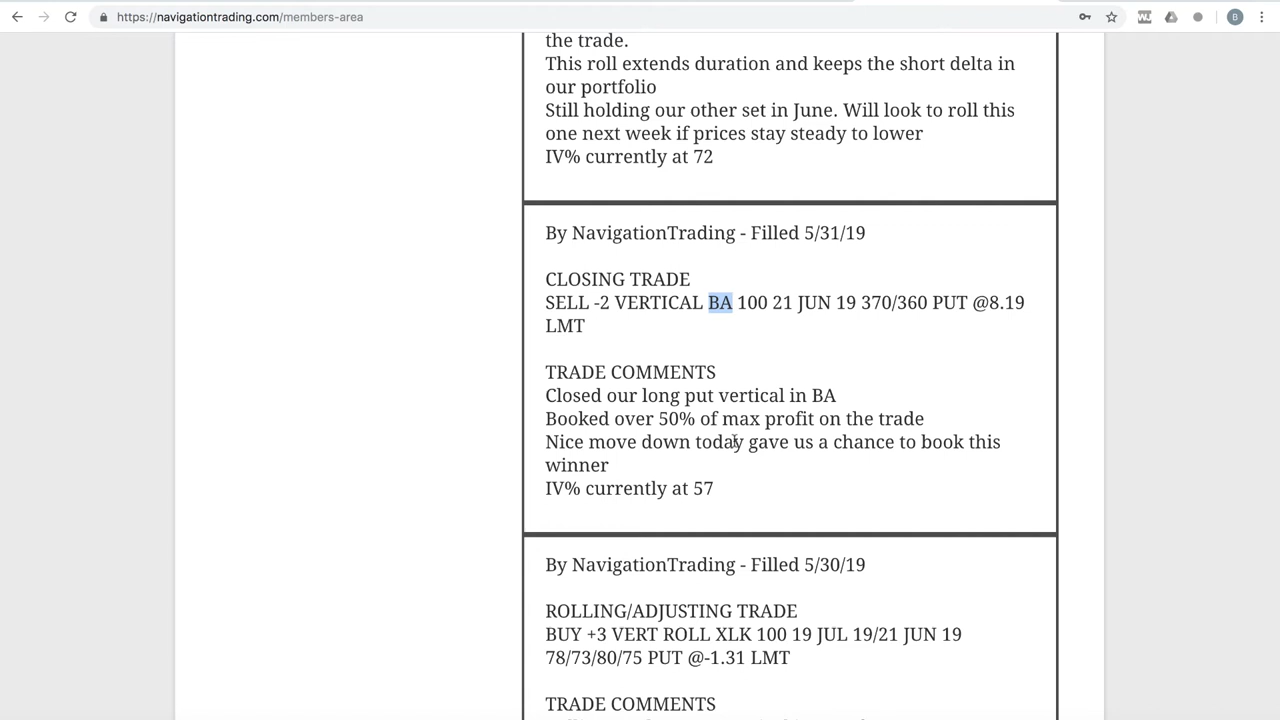 https://navigationtrading.com/members-area
B
the trade.
This roll extends duration and keeps the short delta in
our portfolio
Still holding our other set in June. Will look to roll this
one next week if prices stay steady to lower
IV% currently at 72
By NavigationTrading - Filled 5/31/19
CLOSING TRADE
SELL -2 VERTICAL BA 100 21 JUN 19 370/360 PUT @8.19
LMT
TRADE COMMENTS
Closed our long put vertical in BA
Booked over 50% of max profit on the trade
Nice move down today gave us a chance to book this
winner
IV% currently at 57
By NavigationTrading - Filled 5/30/19
ROLLING/ADJUSTING TRADE
BUY +3 VERT ROLL XLK 100 19 JUL 19/21 JUN 19
78/73/80/75 PUT @-1.31 LMT
TRADE COMMENTS